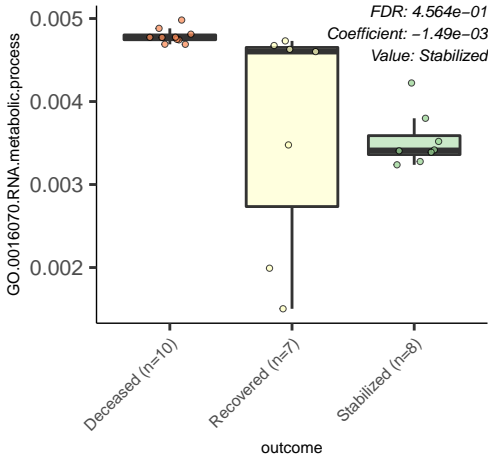 FDR: 4.564e−01
Coefficient: −1.49e−03
Value: Stabilized
GO.0016070.RNA.metabolic.process
0.005
0.004
0.003
0.002
Deceased (n=10)
Recovered (n=7)
Stabilized (n=8)
outcome